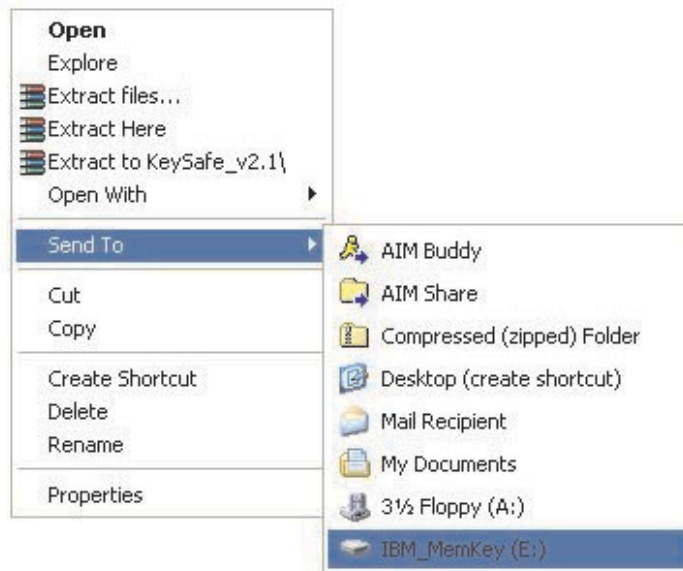 Open
Explore
Extract files...
Extract Here
Extract to KeySafe_v2.1\
Open With
Send To
Cut
Copy
Create Shortcut
Delete
Rename
Properties
AIM Buddy
AIM Share
Compressed (zipped) Folder
Desktop (create shortcut)
Mail Recipient
My Documents
3½ Floppy (A:)
IBM_MemKey (E:)